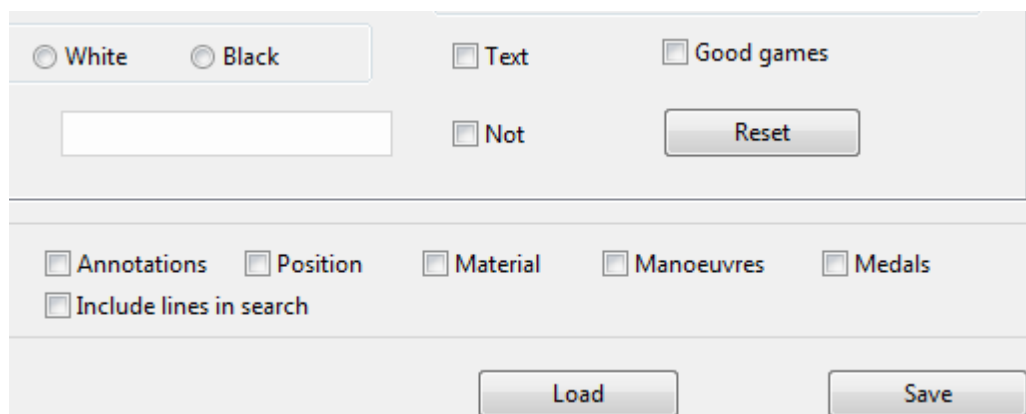 White Black Text Good games
Not Reset
Annotations Position Material Manoeuvres Medals
Include lines in search
Load Save